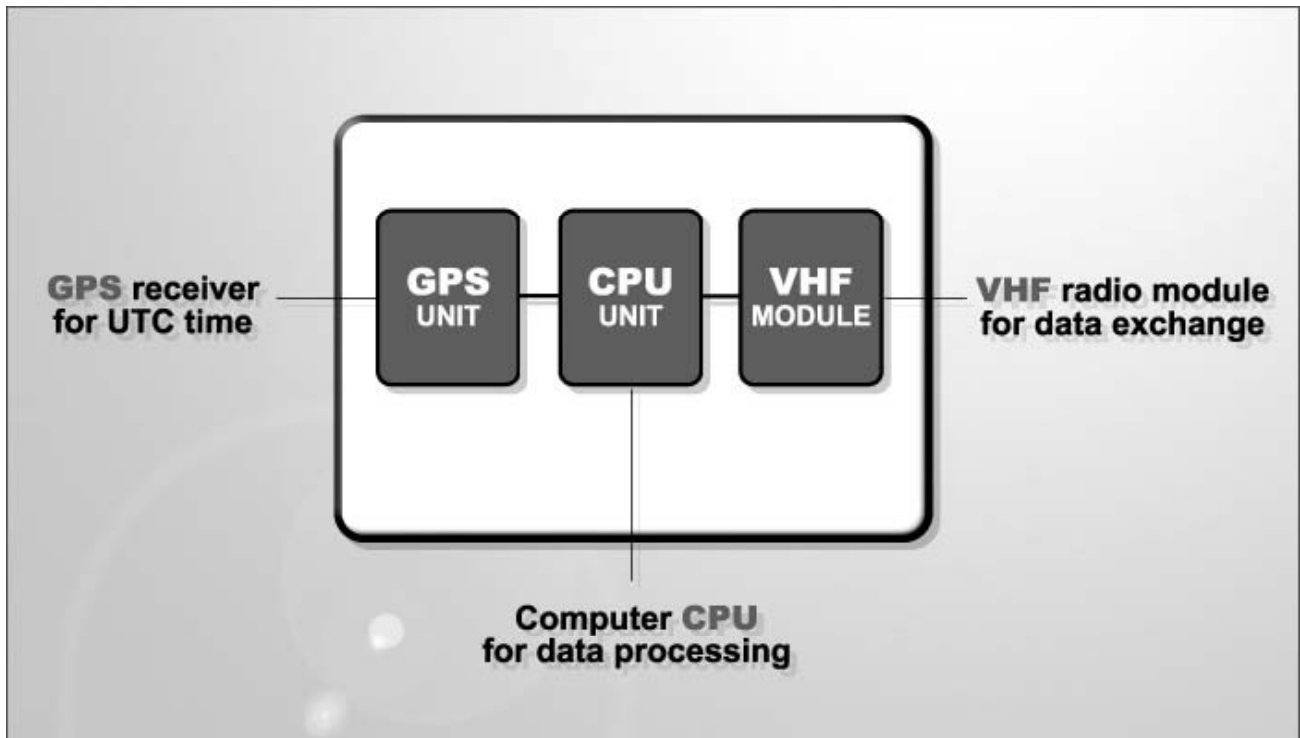 GPS
UNIT
CPU
UNIT
VHF
MODULE
GPS receiver
for UTC time
VHF radio module
for data exchange
Computer CPU
for data processing